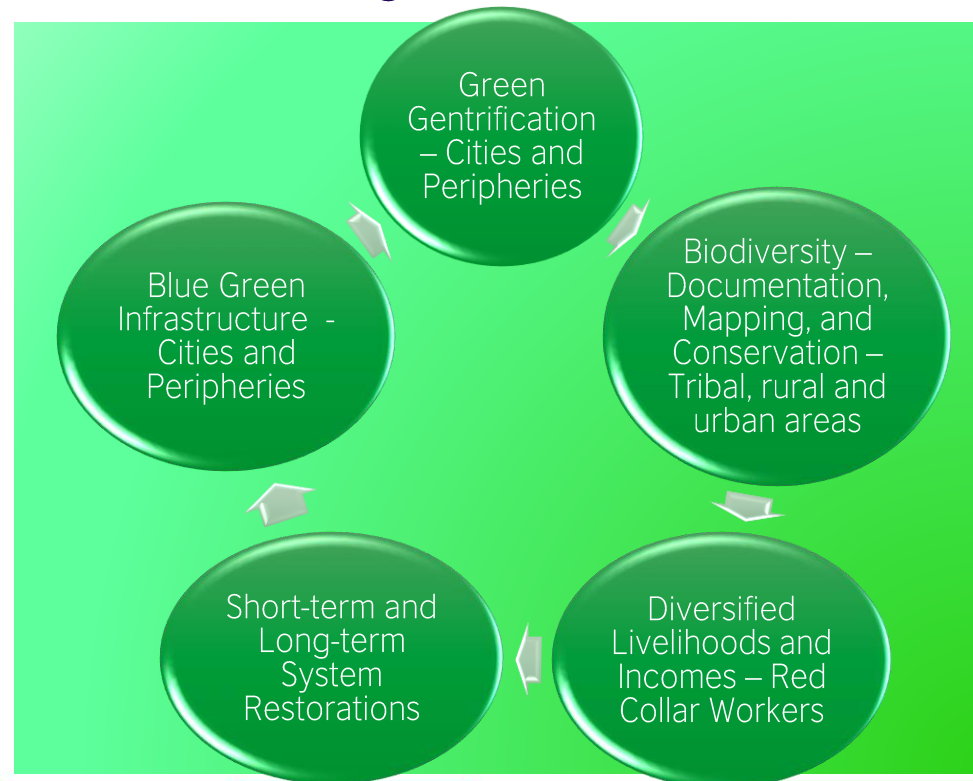 Green
Gentrification
– Cities and
Peripheries
Biodiversity –
Documentation,
Mapping, and
Conservation –
Tribal, rural and
urban areas
Diversified
Livelihoods and
Incomes – Red
Collar Workers
Short-term and
Long-term
System
Restorations
Blue Green
Infrastructure -
Cities and
Peripheries